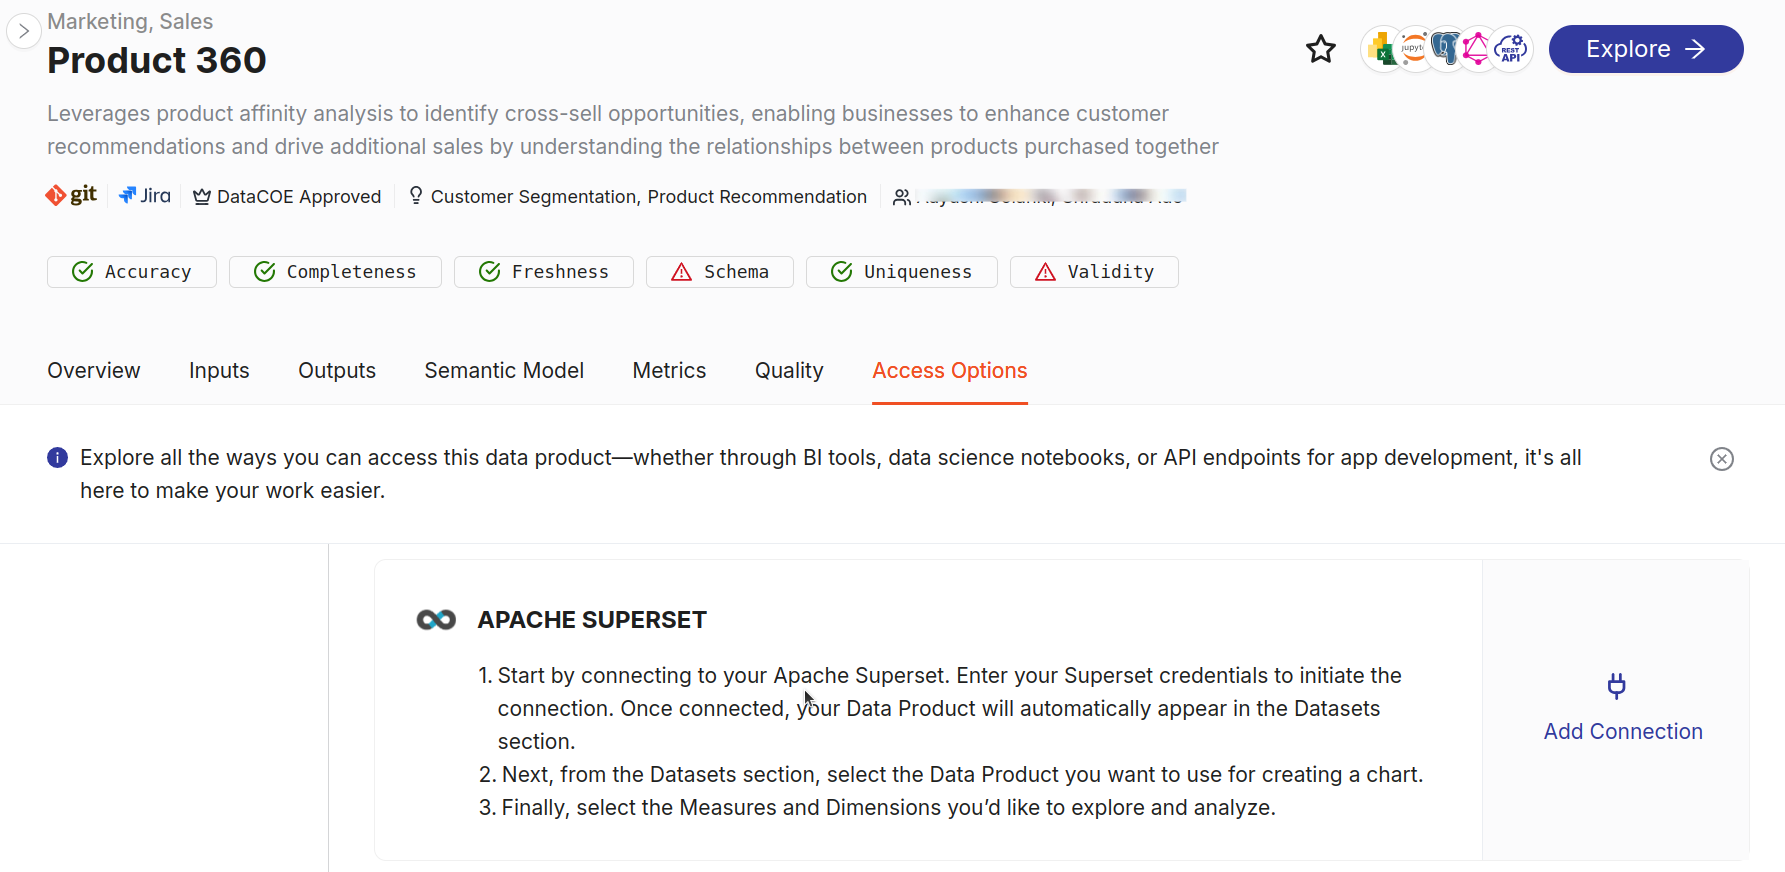 Marketing, Sales
Product 360
jupyte
X
REST
API
Explore
Leverages product affinity analysis to identify cross-sell opportunities, enabling businesses to enhance customer
recommendations and drive additional sales by understanding the relationships between products purchased together
git
Jira
DataCOE Approved
Customer Segmentation, Product Recommendation
Accuracy
Completeness
Freshness
Schema
Uniqueness
Validity
Overview
Inputs
Outputs
Semantic Model
Metrics
Quality
Access Options
Explore all the ways you can access this data product—whether through BI tools, data science notebooks, or API endpoints for app development, it's all
here to make your work easier.
APACHE SUPERSET
1. Start by connecting to your Apache Superset. Enter your Superset credentials to initiate the
connection. Once connected, your Data Product will automatically appear in the Datasets
section.
2. Next, from the Datasets section, select the Data Product you want to use for creating a chart.
3. Finally, select the Measures and Dimensions you’d like to explore and analyze.
Add Connection